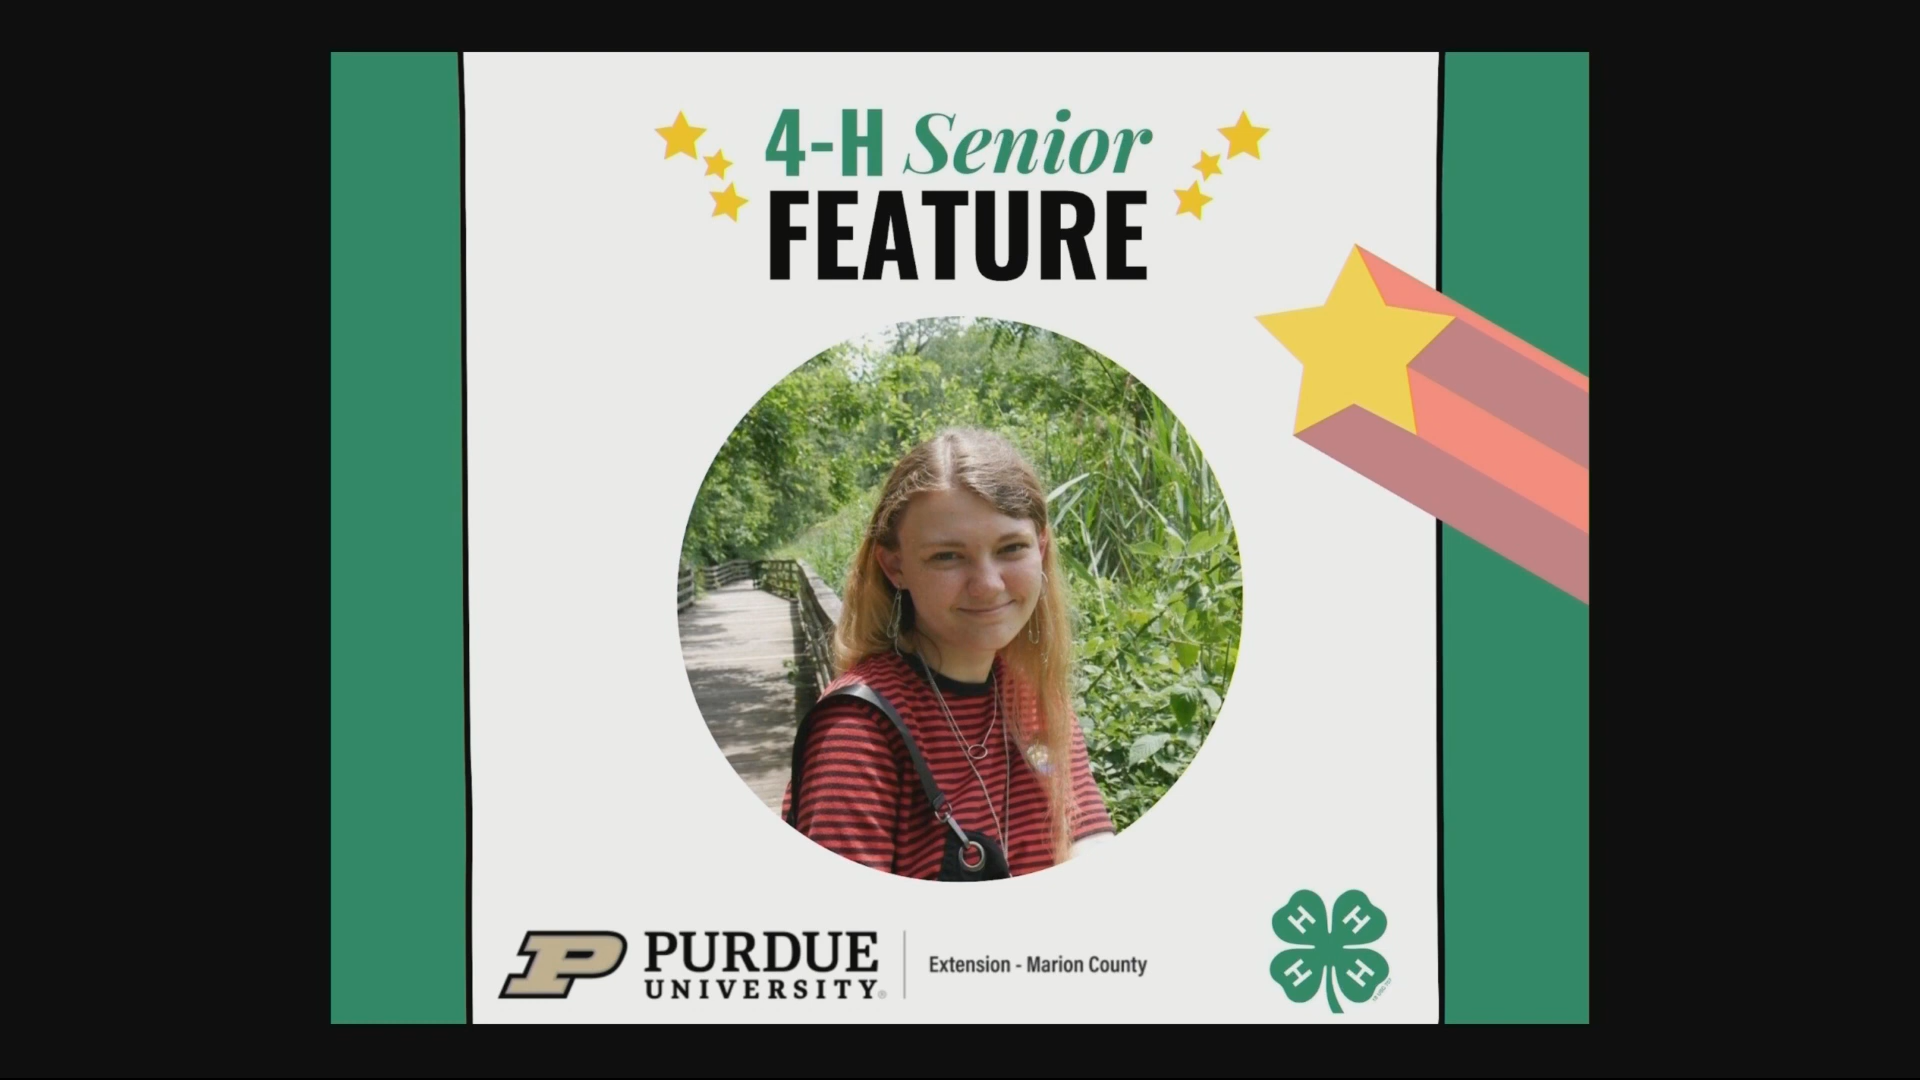 4-H Senior
FEATURE
PURDUE
UNIVERSITY®
Extension - Marion County
H H
H H